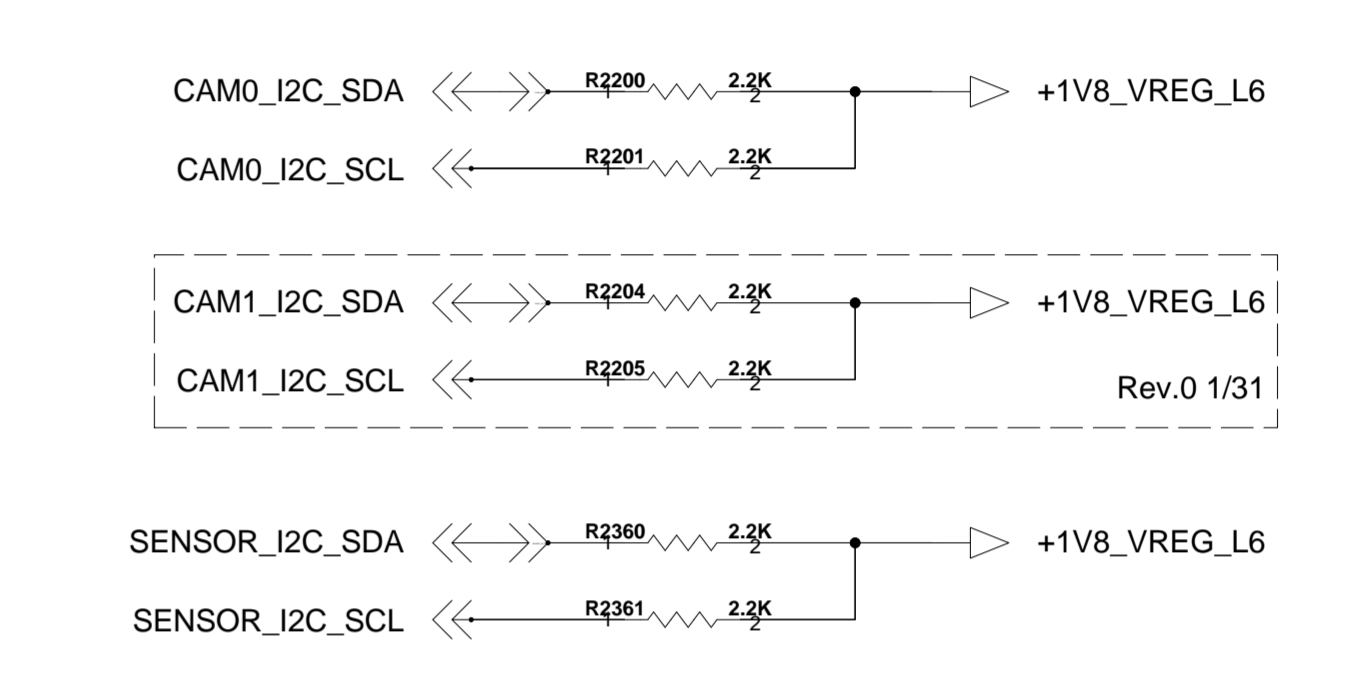 CAM0_I2C_SDA R2200 1 2.2K 2 +1V8_VREG_L6
CAM0_I2C_SCL R2201 1 2.2K 2
CAM1_I2C_SDA R2204 1 2.2K 2 +1V8_VREG_L6
CAM1_I2C_SCL R2205 1 2.2K 2
Rev.0 1/31
SENSOR_I2C_SDA R2360 1 2.2K 2 +1V8_VREG_L6
SENSOR_I2C_SCL R2361 1 2.2K 2